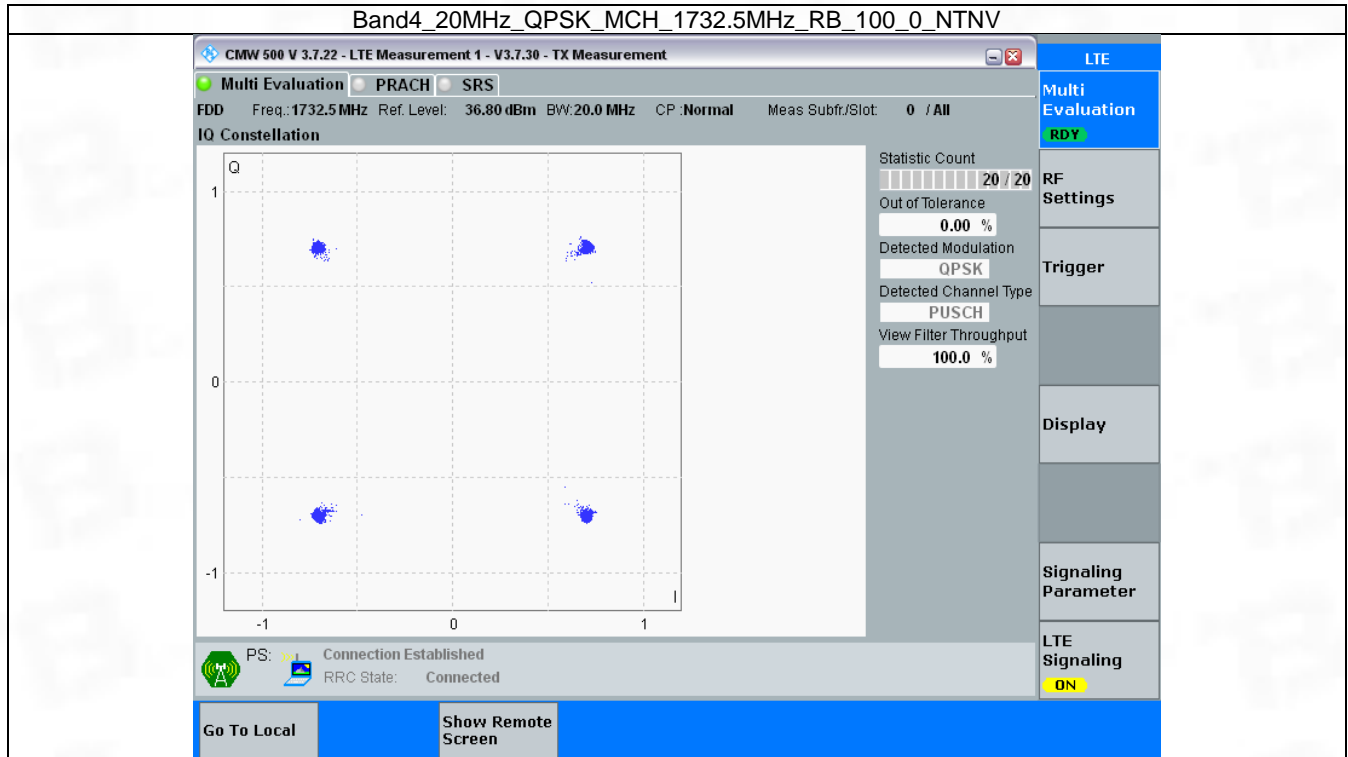 Band4_20MHz_QPSK_MCH_1732.5MHz_RB_100_0_NTNV
CMW 500 V 3.7.22 - LTE Measurement 1 - V3.7.30 - TX Measurement
Multi Evaluation PRACH SRS
FDD Freq.:1732.5 MHz Ref. Level: 36.80 dBm BW:20.0 MHz CP :Normal Meas Subfr./Slot: 0 / All
IQ Constellation
Q
1
0
-1
I
-1 0 1
Statistic Count
20 / 20
Out of Tolerance
0.00 %
Detected Modulation
QPSK
Detected Channel Type
PUSCH
View Filter Throughput
100.0 %
PS: Connection Established
RRC State: Connected
LTE
Multi
Evaluation
RDY
RF
Settings
Trigger
Display
Signaling
Parameter
LTE
Signaling
ON
Go To Local
Show Remote
Screen